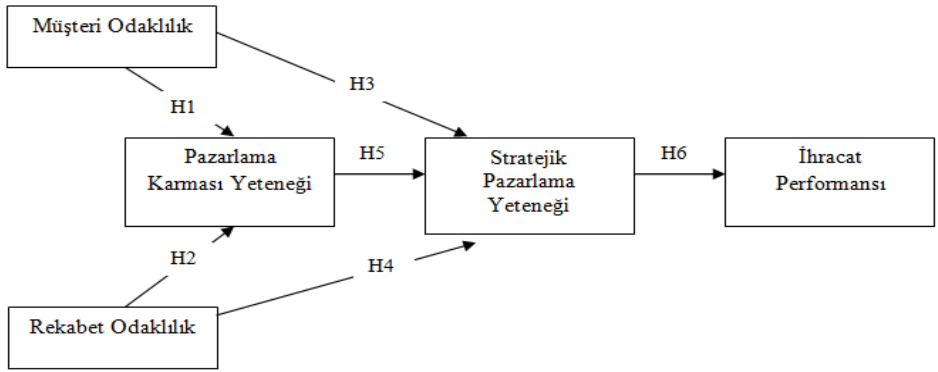 Müşteri Odaklılık
H3
H1
Pazarlama
Karması Yeteneği
H5
Stratejik
Pazarlama
Yeteneği
H6
İhracat
Performansı
H2
H4
Rekabet Odaklılık